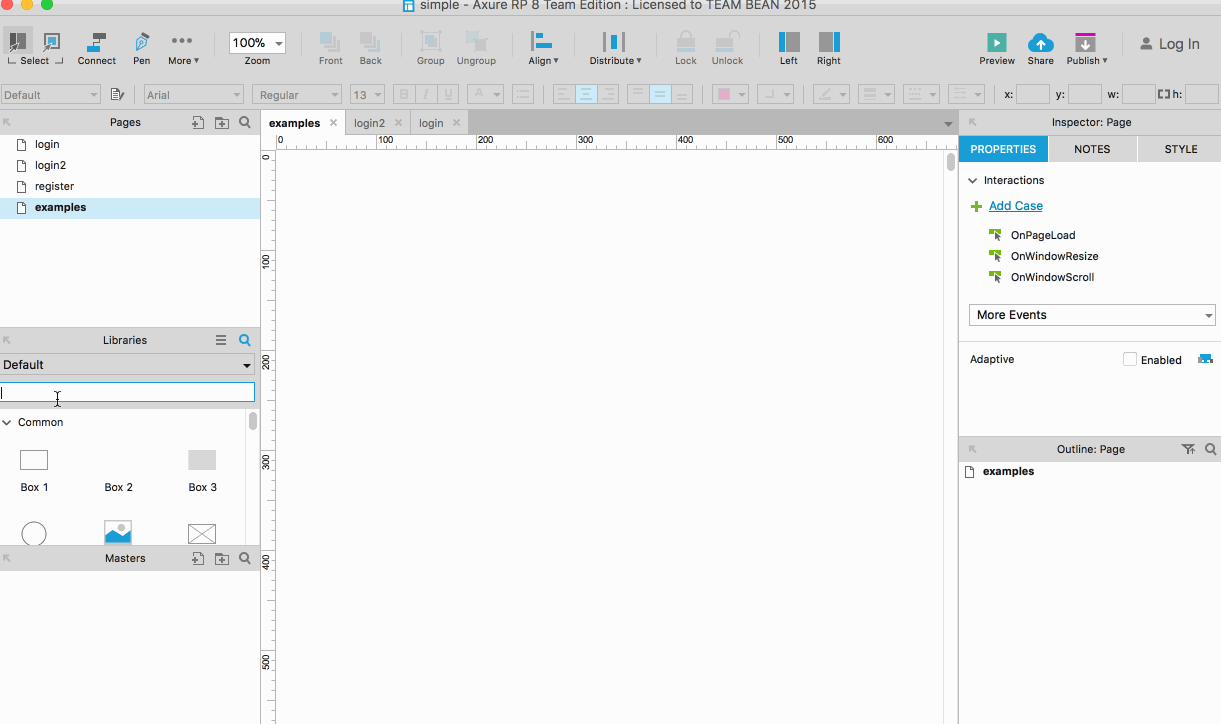 simple - Axure RP 8 Team Edition : Licensed to TEAM BEAN 2015
Select Connect Pen More ▾ 100% Zoom Front Back Group Ungroup Align ▾ Distribute ▾ Lock Unlock Left Right Preview Share Publish ▾ Log In
Default Arial Regular 13 B I U A x: y: w: h:
Pages
login
login2
register
examples
Libraries
Default
Common
Box 1 Box 2 Box 3
Masters
examples login2 login
0 100 200 300 400 500 600
0
100
200
300
400
500
Inspector: Page
PROPERTIES NOTES STYLE
Interactions
Add Case
OnPageLoad
OnWindowResize
OnWindowScroll
More Events
Adaptive Enabled
Outline: Page
examples